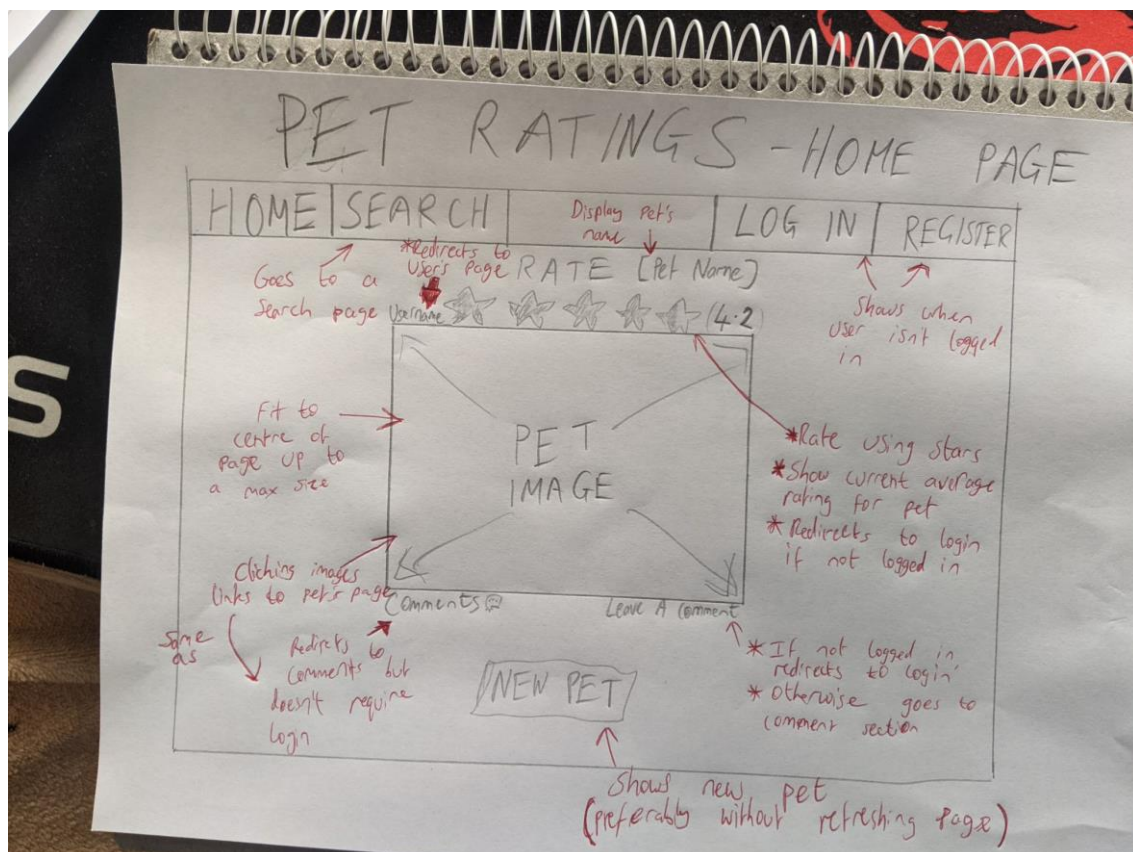 PET RATINGS - HOME PAGE
HOME
SEARCH
Display Pet's
name
LOG IN
REGISTER
Goes to a
Search page
*Redirects to
User's page
RATE [Pet Name]
Username
(4.2
Shows when
user isn't logged
in
Fit to
centre of
page up to
a max size
PET
IMAGE
*Rate using stars
*Show current average
rating for pet
*Redirects to login
if not logged in
Clicking images
links to pet's page
Comments
Leave A Comment
Same
as
Redirects to
comments but
doesn't require
login
* If not logged in
redirects to login
* Otherwise goes to
comment section
NEW PET
Shows new pet
(preferably without refreshing page)
S